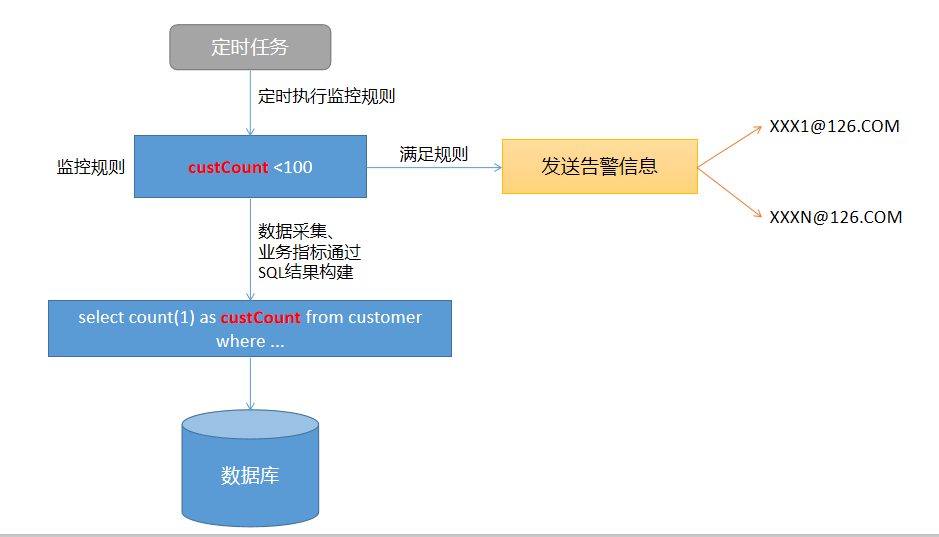 定时任务
定时执行监控规则
监控规则
custCount <100
满足规则
发送告警信息
XXX1@126.COM
XXXN@126.COM
数据采集、
业务指标通过
SQL结果构建
select count(1) as custCount from customer
where ...
数据库